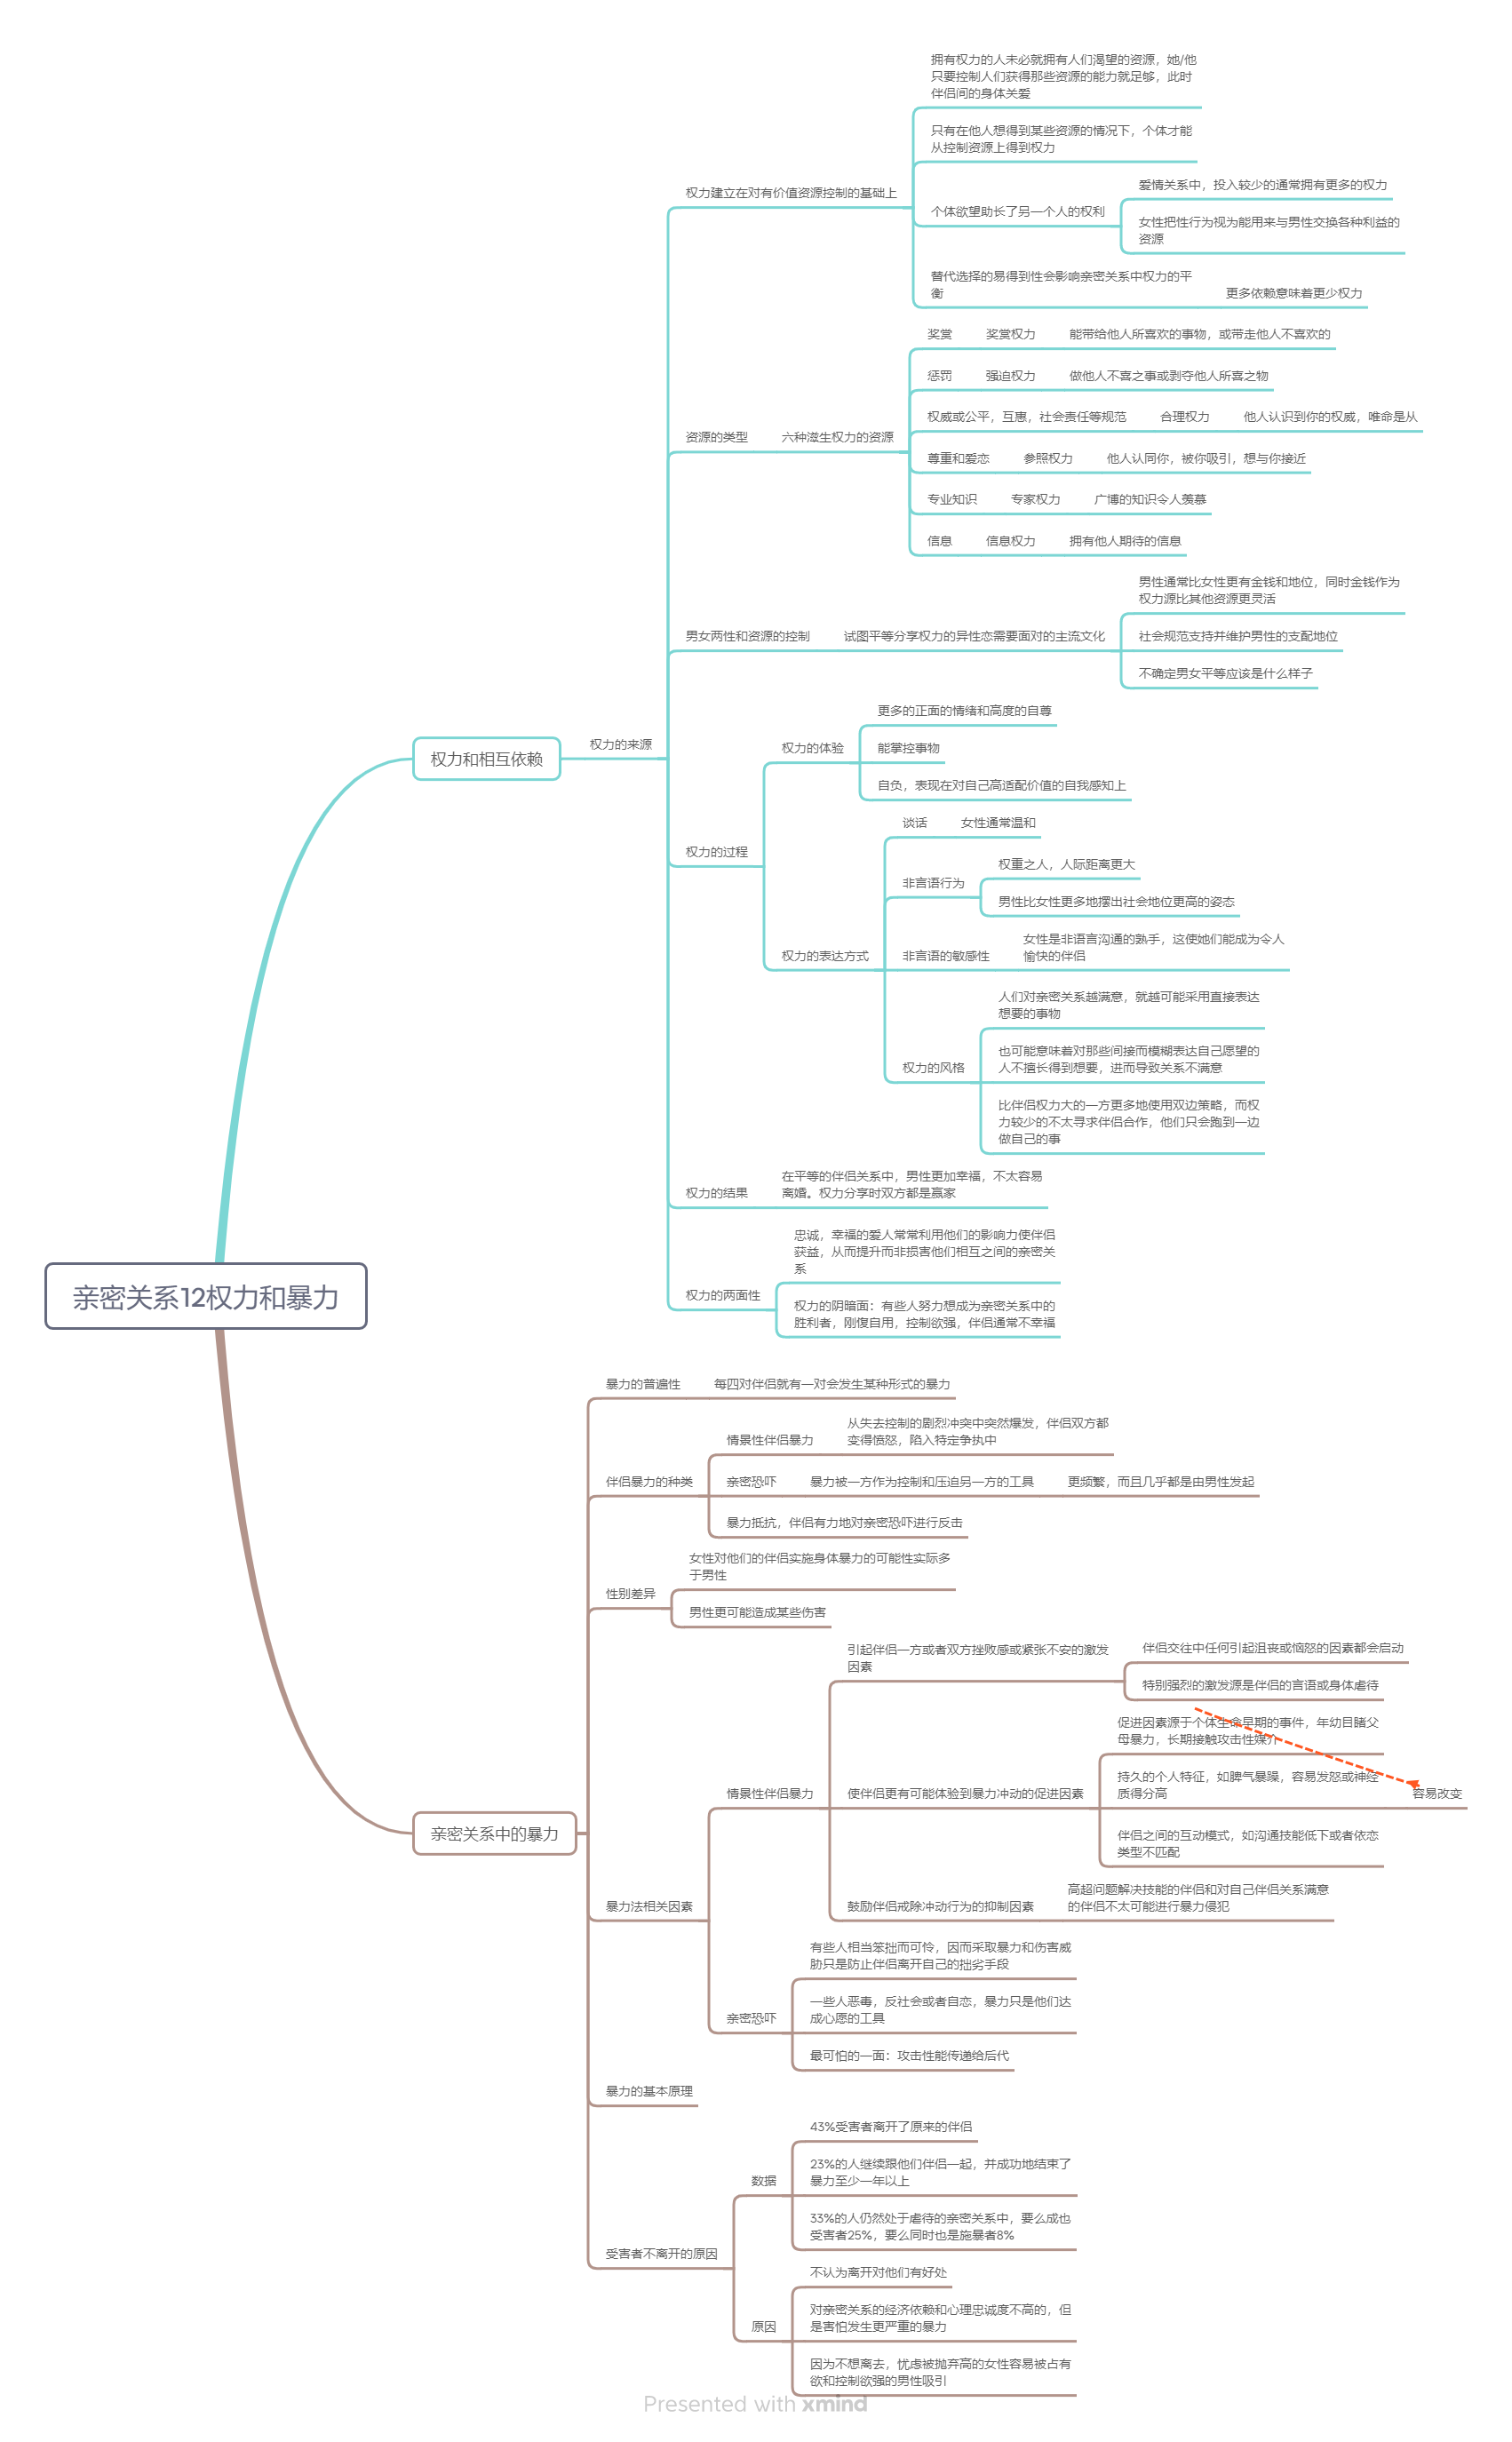 亲密关系12权力和暴力
权力和相互依赖
权力的来源
权力建立在对有价值资源控制的基础上
拥有权力的人未必就拥有人们渴望的资源，她/他
只要控制人们获得那些资源的能力就足够，此时
伴侣间的身体关爱
只有在他人想得到某些资源的情况下，个体才能
从控制资源上得到权力
个体欲望助长了另一个人的权利
爱情关系中，投入较少的通常拥有更多的权力
女性把性行为视为能用来与男性交换各种利益的
资源
替代选择的易得到性会影响亲密关系中权力的平
衡
更多依赖意味着更少权力
资源的类型
六种滋生权力的资源
奖赏
奖赏权力
能带给他人所喜欢的事物，或带走他人不喜欢的
惩罚
强迫权力
做他人不喜之事或剥夺他人所喜之物
权威或公平，互惠，社会责任等规范
合理权力
他人认识到你的权威，唯命是从
尊重和爱恋
参照权力
他人认同你，被你吸引，想与你接近
专业知识
专家权力
广博的知识令人羡慕
信息
信息权力
拥有他人期待的信息
男女两性和资源的控制
试图平等分享权力的异性恋需要面对的主流文化
男性通常比女性更有金钱和地位，同时金钱作为
权力源比其他资源更灵活
社会规范支持并维护男性的支配地位
不确定男女平等应该是什么样子
权力的过程
权力的体验
更多的正面的情绪和高度的自尊
能掌控事物
自负，表现在对自己高适配价值的自我感知上
权力的表达方式
谈话
女性通常温和
非言语行为
权重之人，人际距离更大
男性比女性更多地摆出社会地位更高的姿态
非言语的敏感性
女性是非语言沟通的熟手，这使她们能成为令人
愉快的伴侣
权力的风格
人们对亲密关系越满意，就越可能采用直接表达
想要的事物
也可能意味着对那些间接而模糊表达自己愿望的
人不擅长得到想要，进而导致关系不满意
比伴侣权力大的一方更多地使用双边策略，而权
力较少的不太寻求伴侣合作，他们只会跑到一边
做自己的事
权力的结果
在平等的伴侣关系中，男性更加幸福，不太容易
离婚。权力分享时双方都是赢家
权力的两面性
忠诚，幸福的爱人常常利用他们的影响力使伴侣
获益，从而提升而非损害他们相互之间的亲密关
系
权力的阴暗面：有些人努力想成为亲密关系中的
胜利者，刚愎自用，控制欲强，伴侣通常不幸福
亲密关系中的暴力
暴力的普遍性
每四对伴侣就有一对会发生某种形式的暴力
伴侣暴力的种类
情景性伴侣暴力
从失去控制的剧烈冲突中突然爆发，伴侣双方都
变得愤怒，陷入特定争执中
亲密恐吓
暴力被一方作为控制和压迫另一方的工具
更频繁，而且几乎都是由男性发起
暴力抵抗，伴侣有力地对亲密恐吓进行反击
性别差异
女性对他们的伴侣实施身体暴力的可能性实际多
于男性
男性更可能造成某些伤害
暴力法相关因素
情景性伴侣暴力
引起伴侣一方或者双方挫败感或紧张不安的激发
因素
伴侣交往中任何引起沮丧或恼怒的因素都会启动
特别强烈的激发源是伴侣的言语或身体虐待
使伴侣更有可能体验到暴力冲动的促进因素
促进因素源于个体生命早期的事件，年幼目睹父
母暴力，长期接触攻击性媒介
持久的个人特征，如脾气暴躁，容易发怒或神经
质得分高
容易改变
伴侣之间的互动模式，如沟通技能低下或者依恋
类型不匹配
鼓励伴侣戒除冲动行为的抑制因素
高超问题解决技能的伴侣和对自己伴侣关系满意
的伴侣不太可能进行暴力侵犯
亲密恐吓
有些人相当笨拙而可怜，因而采取暴力和伤害威
胁只是防止伴侣离开自己的拙劣手段
一些人恶毒，反社会或者自恋，暴力只是他们达
成心愿的工具
最可怕的一面：攻击性能传递给后代
暴力的基本原理
受害者不离开的原因
数据
43%受害者离开了原来的伴侣
23%的人继续跟他们伴侣一起，并成功地结束了
暴力至少一年以上
33%的人仍然处于虐待的亲密关系中，要么成也
受害者25%，要么同时也是施暴者8%
原因
不认为离开对他们有好处
对亲密关系的经济依赖和心理忠诚度不高的，但
是害怕发生更严重的暴力
因为不想离去，忧虑被抛弃高的女性容易被占有
欲和控制欲强的男性吸引
Presented with xmind